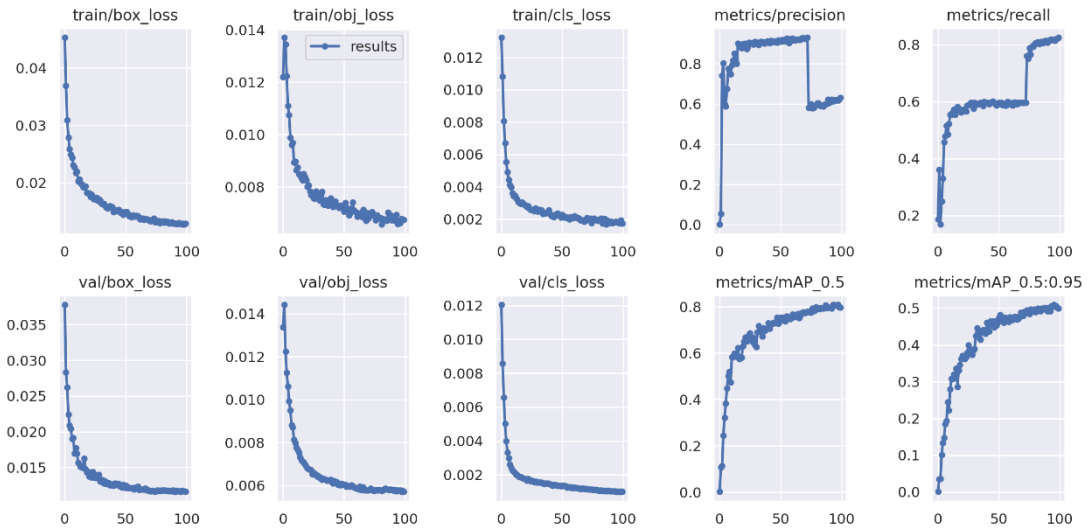 train/box_loss
train/obj_loss
train/cls_loss
metrics/precision
metrics/recall
0.04
0.03
0.02
0 50 100
0.014
0.012
0.010
0.008
results
0 50 100
0.012
0.010
0.008
0.006
0.004
0.002
0 50 100
0.8
0.6
0.4
0.2
0.0
0 50 100
0.8
0.6
0.4
0.2
0 50 100
val/box_loss
val/obj_loss
val/cls_loss
metrics/mAP_0.5
metrics/mAP_0.5:0.95
0.035
0.030
0.025
0.020
0.015
0 50 100
0.014
0.012
0.010
0.008
0.006
0 50 100
0.012
0.010
0.008
0.006
0.004
0.002
0 50 100
0.8
0.6
0.4
0.2
0.0
0 50 100
0.5
0.4
0.3
0.2
0.1
0.0
0 50 100